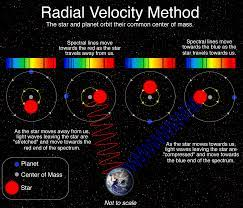 Radial Velocity Method
The star and planet orbit their common center of mass.
Spectral lines move
towards the red as the star
travels away from us.
Spectral lines move
towards the blue as the star
travels towards us.
As the star moves away from us,
light waves leaving the star are
"stretched" and move towards
the red end of the spectrum.
As the star moves towards us,
light waves leaving the star are
"compressed" and move towards
the blue end of the spectrum.
Planet
Center of Mass
Star
Not to scale